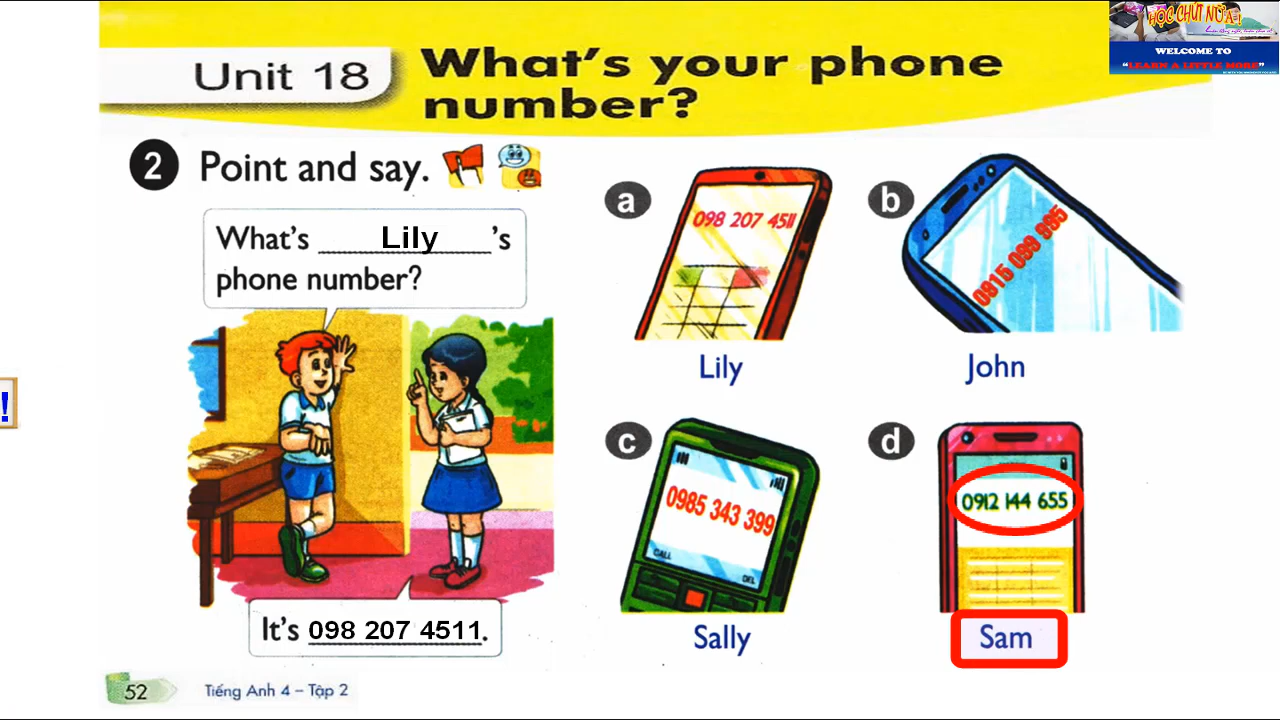 HỌC CHÚT NỮA !
WELCOME TO
“LEARN A LITTLE MORE”
Unit 18
What's your phone
number?
2 Point and say.
What's Lily 's
phone number?
It's 098 207 4511.
a
098 207 4511
Lily
b
0915 099 995
John
c
0985 343 399
CALL
DEL
Sally
d
0912 144 655
Sam
!
52 Tiếng Anh 4 – Tập 2